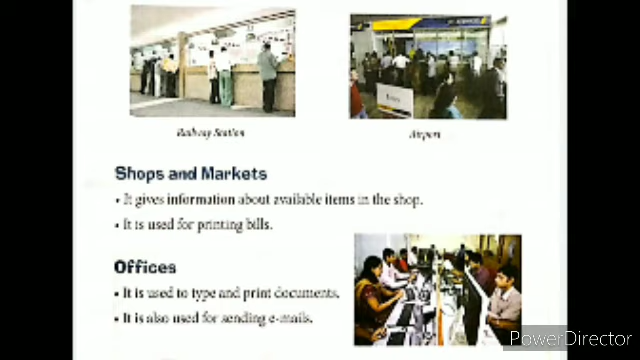 Railway Station
Airport
Shops and Markets
• It gives information about available items in the shop.
• It is used for printing bills.
Offices
• It is used to type and print documents.
• It is also used for sending e-mails.
PowerDirector